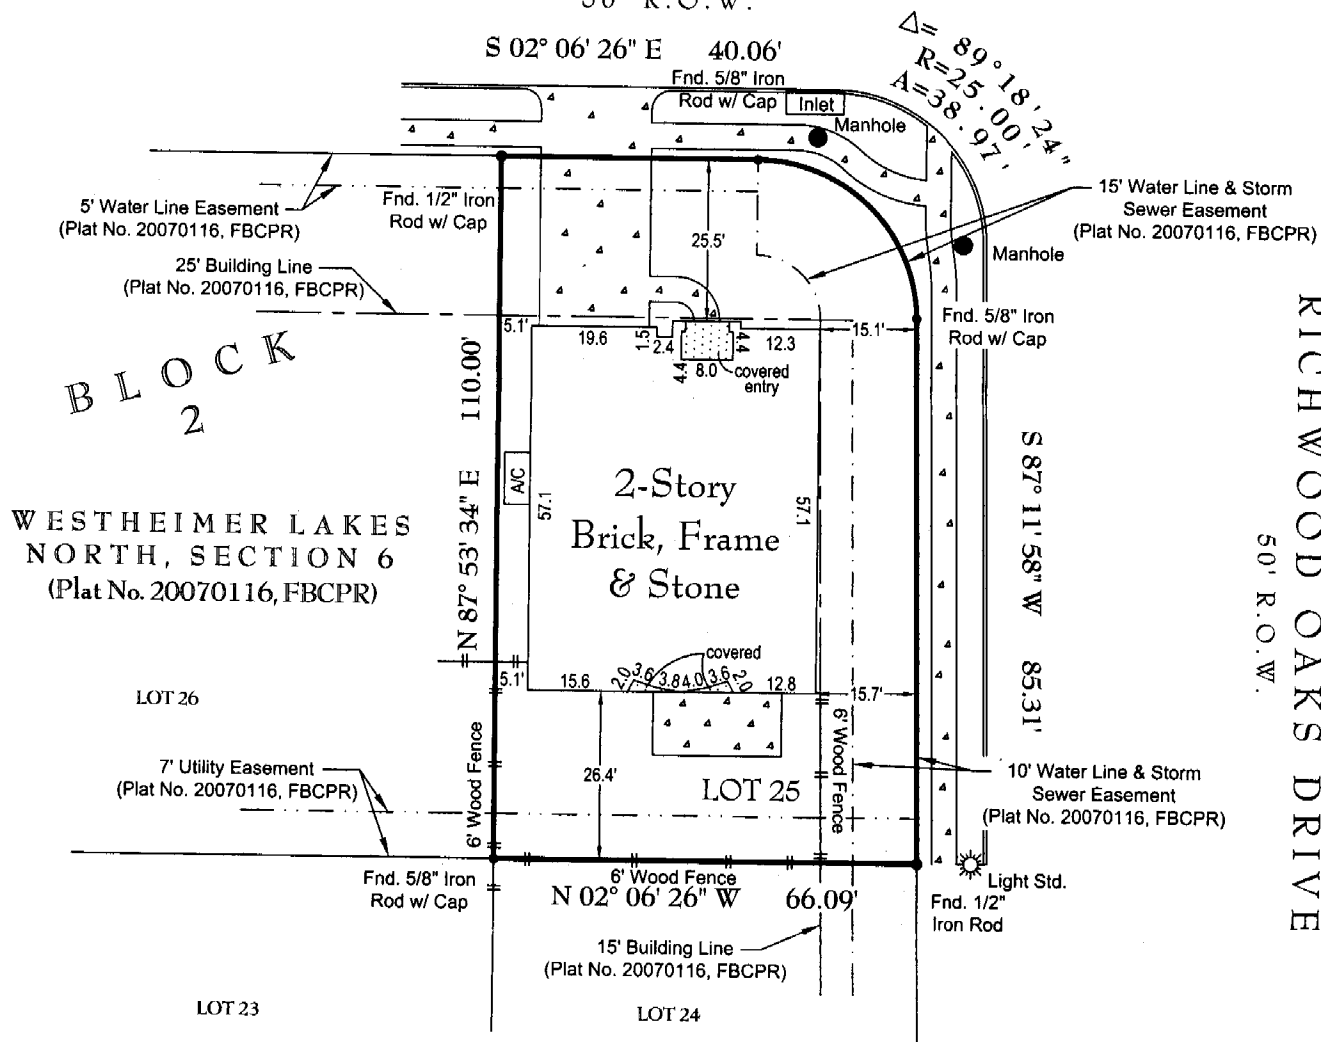 50' R.O.W.
S 02° 06' 26" E 40.06'
Δ= 89°18'24"
R=25.00'
A=38.97'
Fnd. 5/8" Iron
Rod w/ Cap
Inlet
Manhole
5' Water Line Easement
(Plat No. 20070116, FBCPR)
Fnd. 1/2" Iron
Rod w/ Cap
15' Water Line & Storm
Sewer Easement
(Plat No. 20070116, FBCPR)
25.5'
Manhole
25' Building Line
(Plat No. 20070116, FBCPR)
Fnd. 5/8" Iron
Rod w/ Cap
5.1'
19.6
1.5
2.4
4.4
8.0
4.4
12.3
15.1'
covered
entry
BLOCK
2
N 87° 53' 34" E 110.00'
A/C
57.1
2-Story
Brick, Frame
& Stone
57.1
S 87° 11' 58" W 85.31'
RICHWOOD OAKS DRIVE
50' R.O.W.
WESTHEIMER LAKES
NORTH, SECTION 6
(Plat No. 20070116, FBCPR)
covered
5.1'
15.6
2.0
3.6
3.8
4.0
3.6
2.0
12.8
15.7'
LOT 26
6' Wood Fence
26.4'
LOT 25
6' Wood Fence
7' Utility Easement
(Plat No. 20070116, FBCPR)
10' Water Line & Storm
Sewer Easement
(Plat No. 20070116, FBCPR)
Fnd. 5/8" Iron
Rod w/ Cap
6' Wood Fence
N 02° 06' 26" W 66.09'
Light Std.
Fnd. 1/2"
Iron Rod
15' Building Line
(Plat No. 20070116, FBCPR)
LOT 23
LOT 24